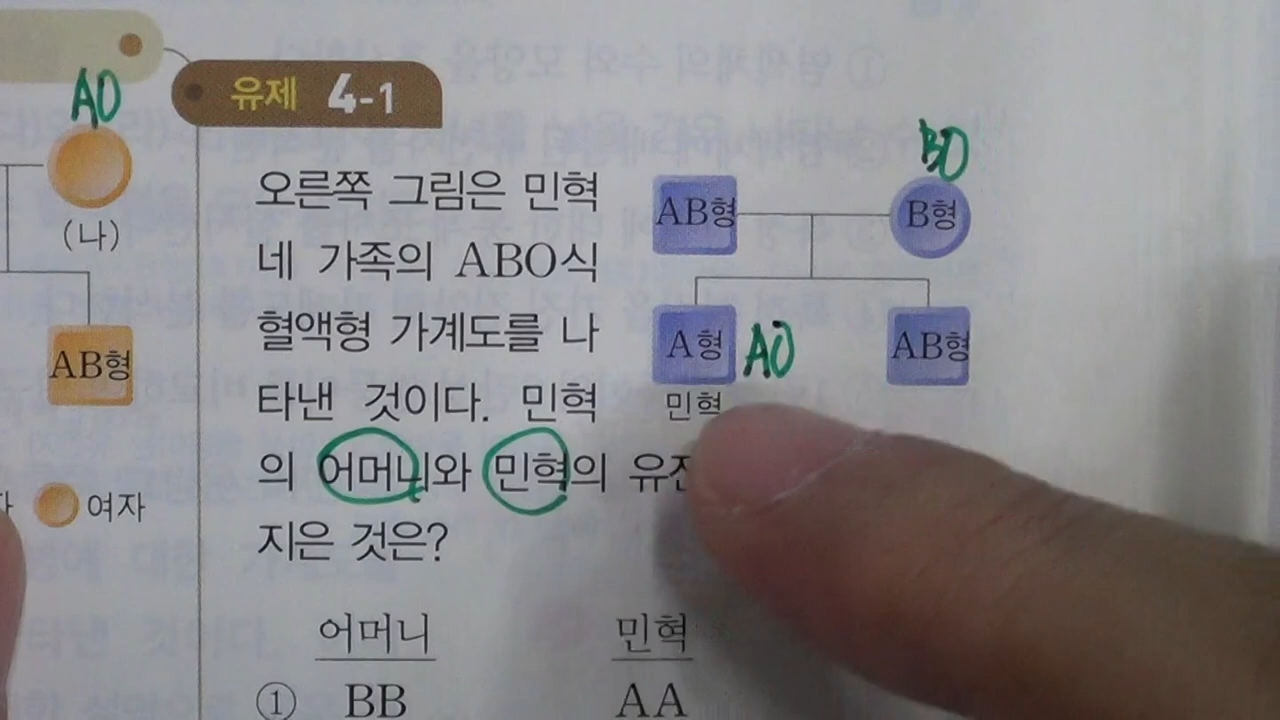 AO
(나)
AB형
여자
유제 4-1
오른쪽 그림은 민혁
네 가족의 ABO식
혈액형 가계도를 나
타낸 것이다. 민혁
의 어머니와 민혁의
지은 것은?
AB형
BO
B형
A형 AO
AB형
민혁
어머니 민혁
① BB AA